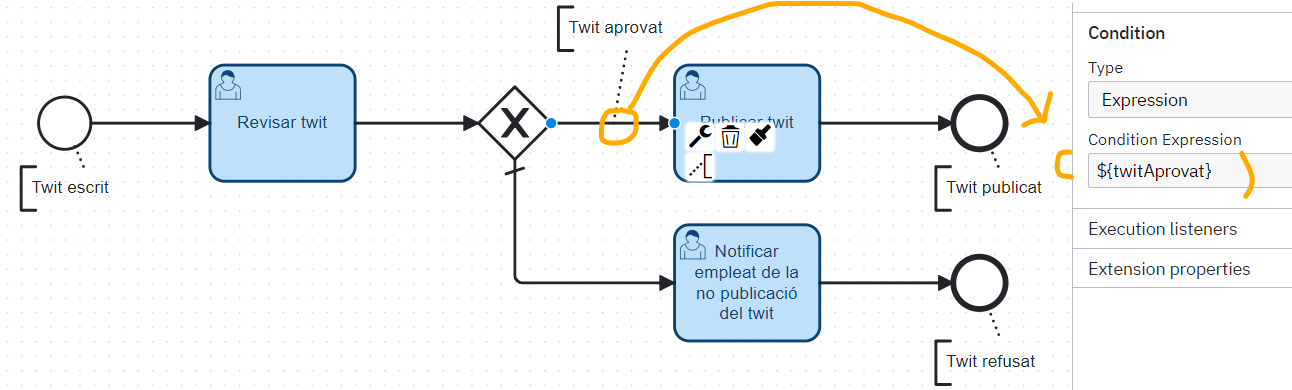 Twit aprovat
Revisar twit
Publicar twit
Twit escrit
Twit publicat
Notificar
empleat de la
no publicació
del twit
Twit refusat
Condition
Type
Expression
Condition Expression
${twitAprovat}
Execution listeners
Extension properties